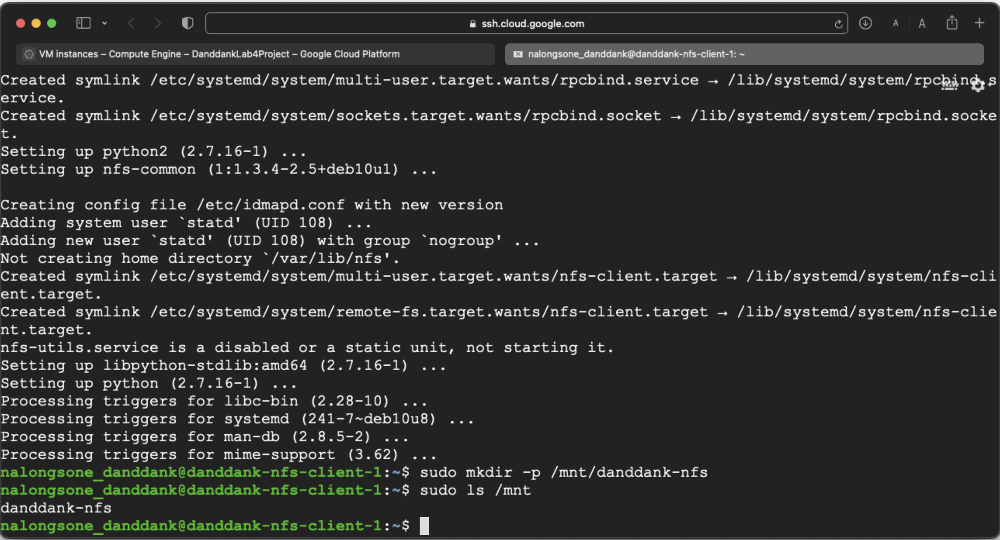 ssh.cloud.google.com
A A
VM instances – Compute Engine – DanddankLab4Project – Google Cloud Platform
nalongsone_danddank@danddank-nfs-client-1: ~
Created symlink /etc/systemd/system/multi-user.target.wants/rpcbind.service → /lib/systemd/system/rpcbind.s
ervice.
Created symlink /etc/systemd/system/sockets.target.wants/rpcbind.socket → /lib/systemd/system/rpcbind.socke
t.
Setting up python2 (2.7.16-1) ...
Setting up nfs-common (1:1.3.4-2.5+deb10u1) ...
Creating config file /etc/idmapd.conf with new version
Adding system user `statd' (UID 108) ...
Adding new user `statd' (UID 108) with group `nogroup' ...
Not creating home directory `/var/lib/nfs'.
Created symlink /etc/systemd/system/multi-user.target.wants/nfs-client.target → /lib/systemd/system/nfs-cli
ent.target.
Created symlink /etc/systemd/system/remote-fs.target.wants/nfs-client.target → /lib/systemd/system/nfs-clie
nt.target.
nfs-utils.service is a disabled or a static unit, not starting it.
Setting up libpython-stdlib:amd64 (2.7.16-1) ...
Setting up python (2.7.16-1) ...
Processing triggers for libc-bin (2.28-10) ...
Processing triggers for systemd (241-7~deb10u8) ...
Processing triggers for man-db (2.8.5-2) ...
Processing triggers for mime-support (3.62) ...
nalongsone_danddank@danddank-nfs-client-1:~$ sudo mkdir -p /mnt/danddank-nfs
nalongsone_danddank@danddank-nfs-client-1:~$ sudo ls /mnt
danddank-nfs
nalongsone_danddank@danddank-nfs-client-1:~$